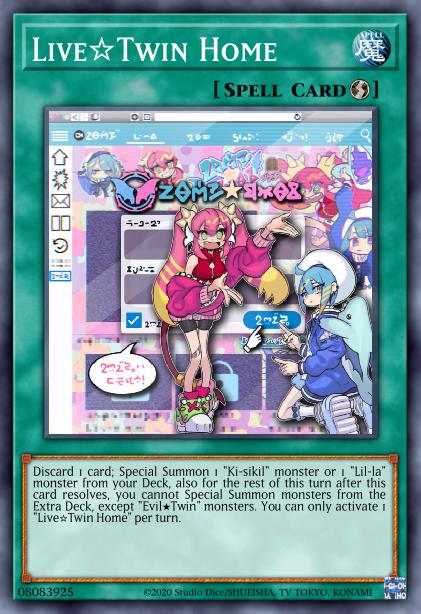 Live☆Twin Home
SPELL
魔
[SPELL CARD]
Discard 1 card; Special Summon 1 "Ki-sikil" monster or 1 "Lil-la"
monster from your Deck, also for the rest of this turn after this
card resolves, you cannot Special Summon monsters from the
Extra Deck, except "Evil★Twin" monsters. You can only activate 1
"Live☆Twin Home" per turn.
08083925
©2020 Studio Dice/SHUEISHA, TV TOKYO, KONAMI